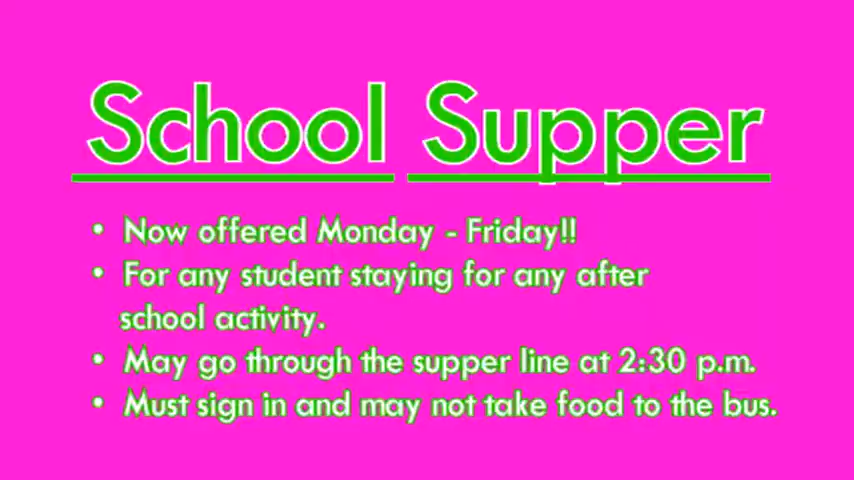 School Supper
• Now offered Monday - Friday!!
• For any student staying for any after
school activity.
• May go through the supper line at 2:30 p.m.
• Must sign in and may not take food to the bus.